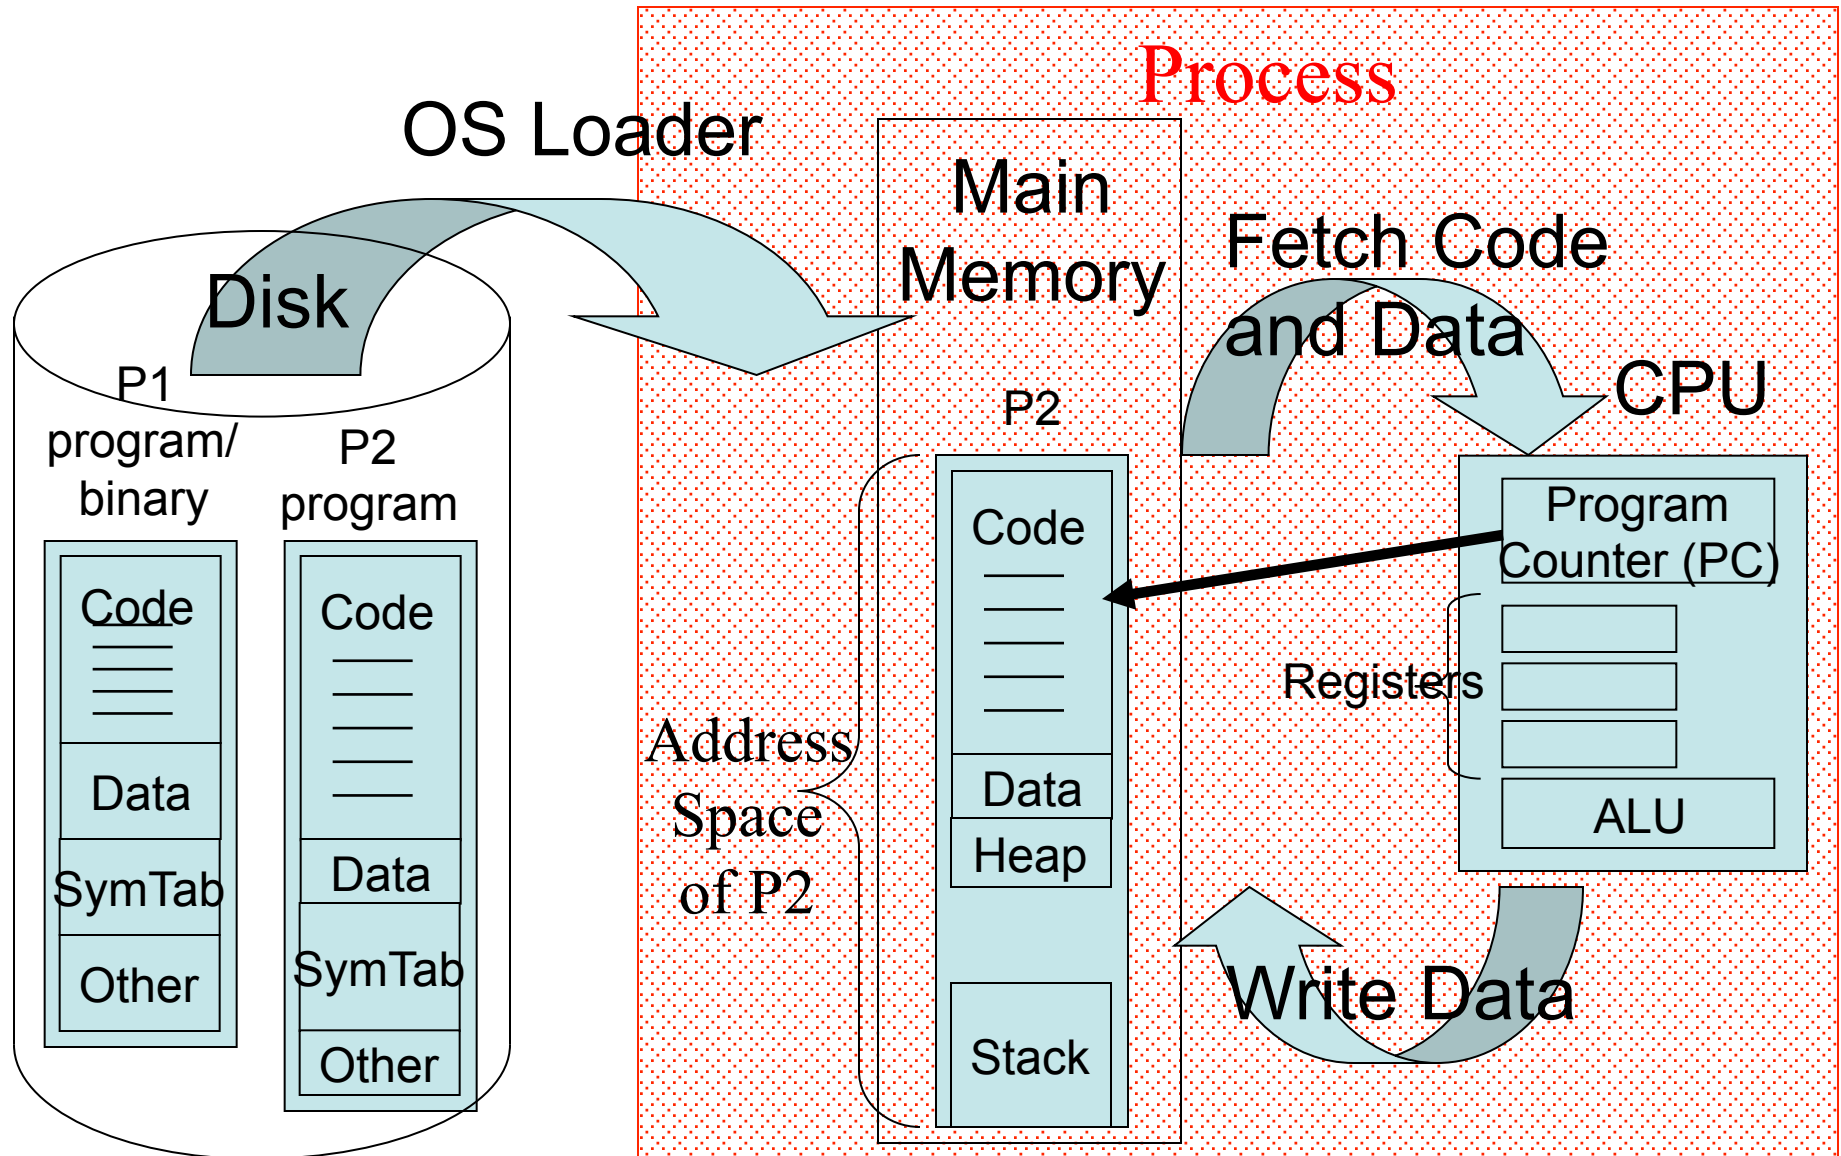 Process
OS Loader
Main
Memory
Fetch Code
and Data
Disk
CPU
P1
program/
binary
P2
program
P2
Code
Data
SymTab
Other
Code
Data
SymTab
Other
Address
Space
of P2
Code
Data
Heap
Stack
Program
Counter (PC)
Registers
ALU
Write Data